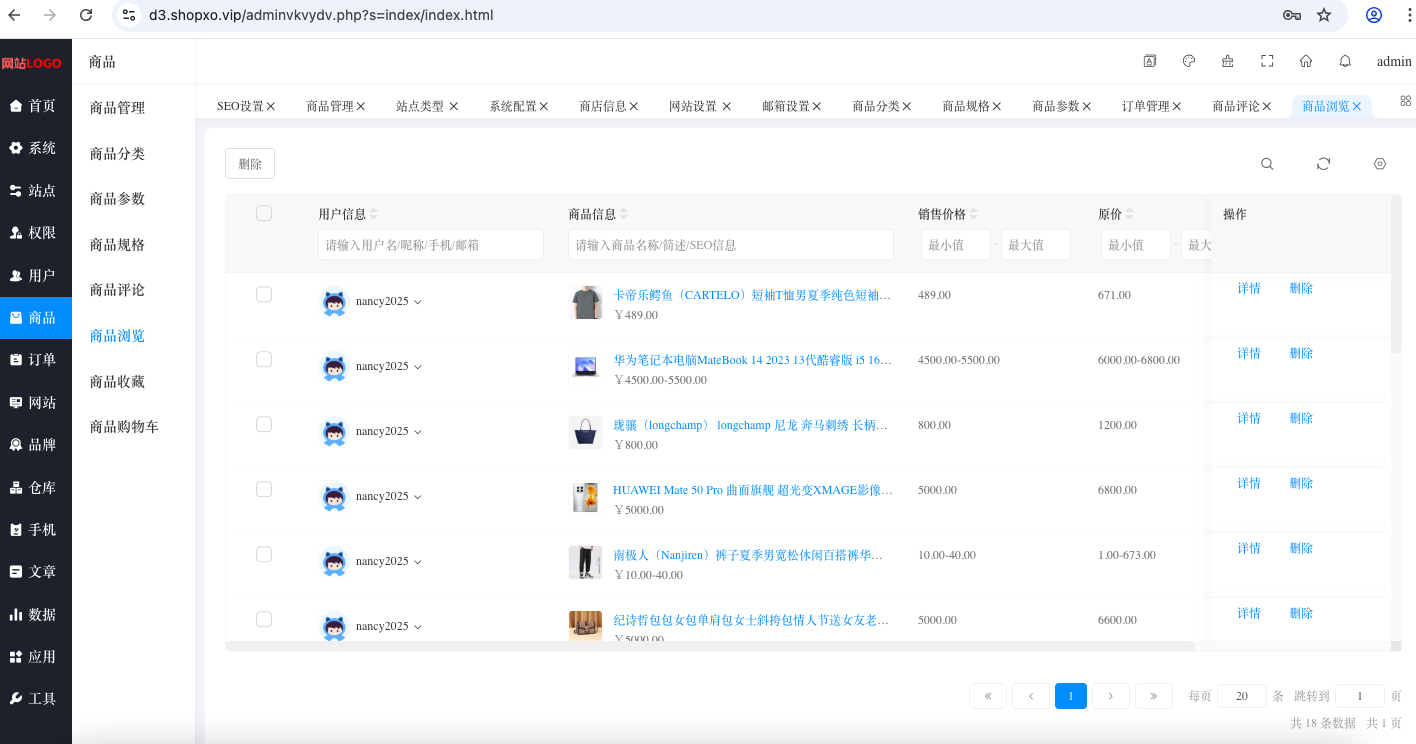 d3.shopxo.vip/adminvkvydv.php?s=index/index.html
网站LOGO
商品
admin
首页
系统
站点
权限
用户
商品
订单
网站
品牌
仓库
手机
文章
数据
应用
工具
商品管理
商品分类
商品参数
商品规格
商品评论
商品浏览
商品收藏
商品购物车
SEO设置 商品管理 站点类型 系统配置 商店信息 网站设置 邮箱设置 商品分类 商品规格 商品参数 订单管理 商品评论 商品浏览
删除
用户信息 商品信息 销售价格 原价 操作
请输入用户名/昵称/手机/邮箱 请输入商品名称/简述/SEO信息 最小值 - 最大值 最小值 - 最大
nancy2025 卡帝乐鳄鱼（CARTELO）短袖T恤男夏季纯色短袖… 489.00 671.00 详情 删除
￥489.00
nancy2025 华为笔记本电脑MateBook 14 2023 13代酷睿版 i5 16… 4500.00-5500.00 6000.00-6800.00 详情 删除
￥4500.00-5500.00
nancy2025 珑骧（longchamp） longchamp 尼龙 奔马刺绣 长柄… 800.00 1200.00 详情 删除
￥800.00
nancy2025 HUAWEI Mate 50 Pro 曲面旗舰 超光变XMAGE影像… 5000.00 6800.00 详情 删除
￥5000.00
nancy2025 南极人（Nanjiren）裤子夏季男宽松休闲百搭裤华… 10.00-40.00 1.00-673.00 详情 删除
￥10.00-40.00
nancy2025 纪诗哲包包女包单肩包女士斜挎包情人节送女友老… 5000.00 6600.00 详情 删除
￥5000.00
« ‹ 1 › » 每页 20 条 跳转到 1 页
共 18 条数据 共 1 页